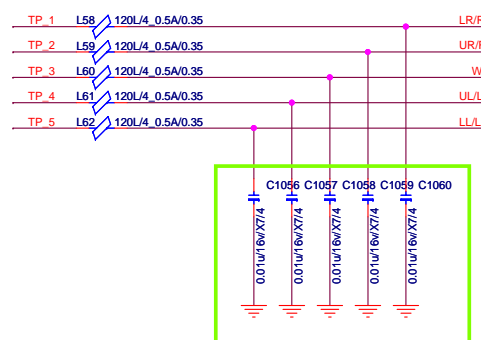 TP_1 L58 120L/4_0.5A/0.35 LR/R
TP_2 L59 120L/4_0.5A/0.35 UR/R
TP_3 L60 120L/4_0.5A/0.35 W
TP_4 L61 120L/4_0.5A/0.35 UL/L
TP_5 L62 120L/4_0.5A/0.35 LL/L
C1056 C1057 C1058 C1059 C1060
0.01u/16v/X7/4
0.01u/16v/X7/4
0.01u/16v/X7/4
0.01u/16v/X7/4
0.01u/16v/X7/4